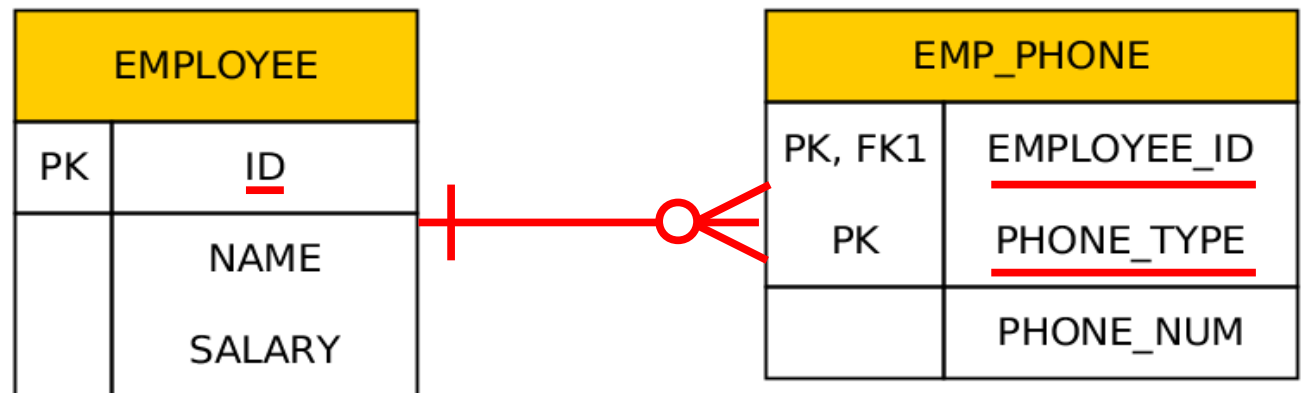 EMPLOYEE
PK ID
NAME
SALARY
EMP_PHONE
PK, FK1 EMPLOYEE_ID
PK PHONE_TYPE
PHONE_NUM